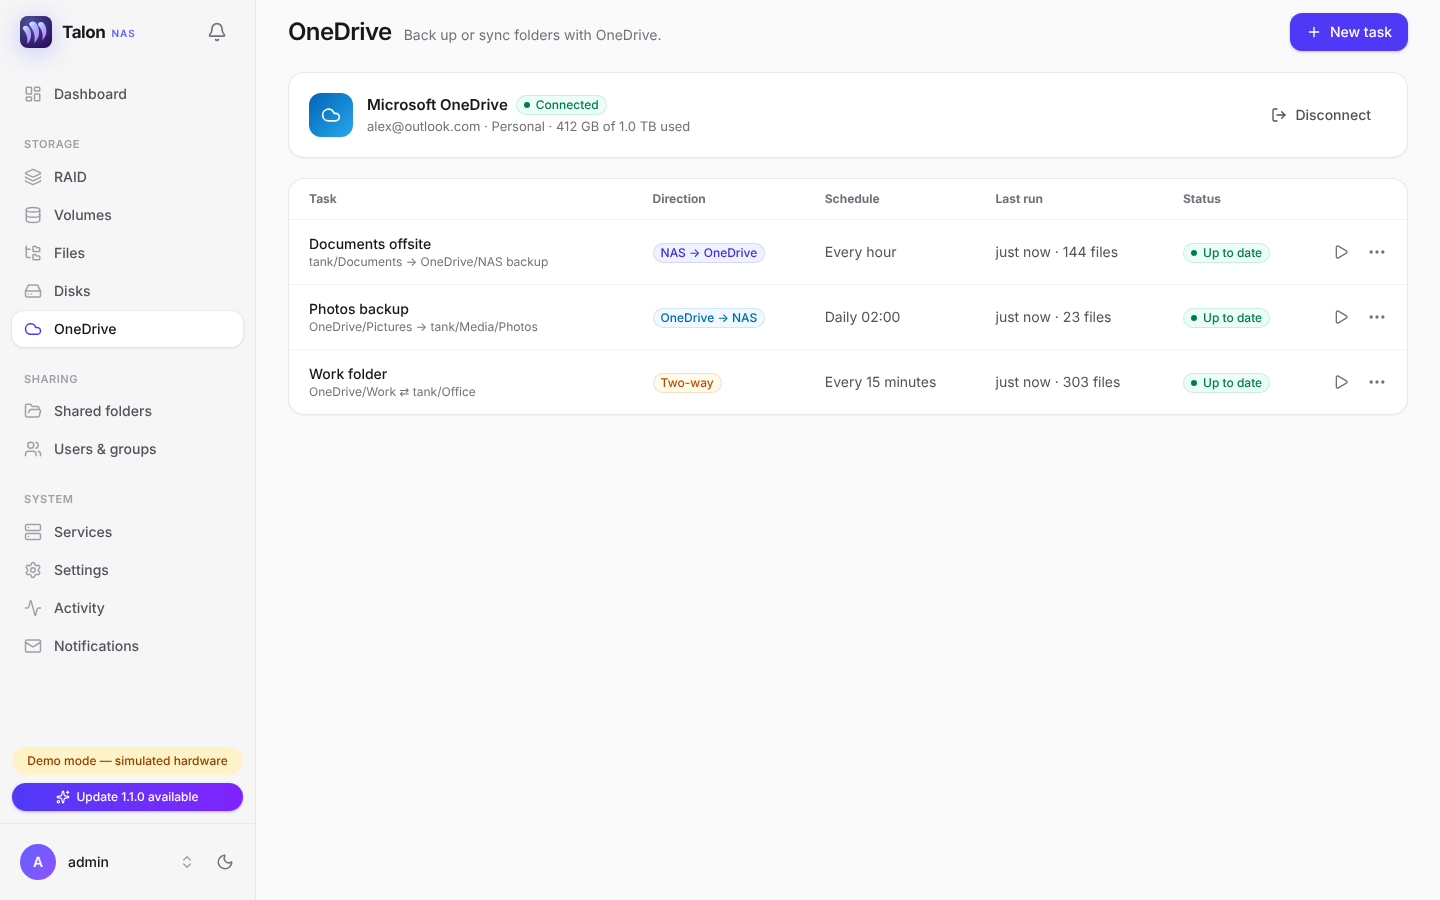 Talon NAS
Dashboard
STORAGE
RAID
Volumes
Files
Disks
OneDrive
SHARING
Shared folders
Users & groups
SYSTEM
Services
Settings
Activity
Notifications
Demo mode — simulated hardware
Update 1.1.0 available
A admin
OneDrive Back up or sync folders with OneDrive.
New task
Microsoft OneDrive Connected
alex@outlook.com · Personal · 412 GB of 1.0 TB used
Disconnect
Task Direction Schedule Last run Status
Documents offsite
tank/Documents → OneDrive/NAS backup
NAS → OneDrive Every hour just now · 144 files Up to date
Photos backup
OneDrive/Pictures → tank/Media/Photos
OneDrive → NAS Daily 02:00 just now · 23 files Up to date
Work folder
OneDrive/Work ⇄ tank/Office
Two-way Every 15 minutes just now · 303 files Up to date